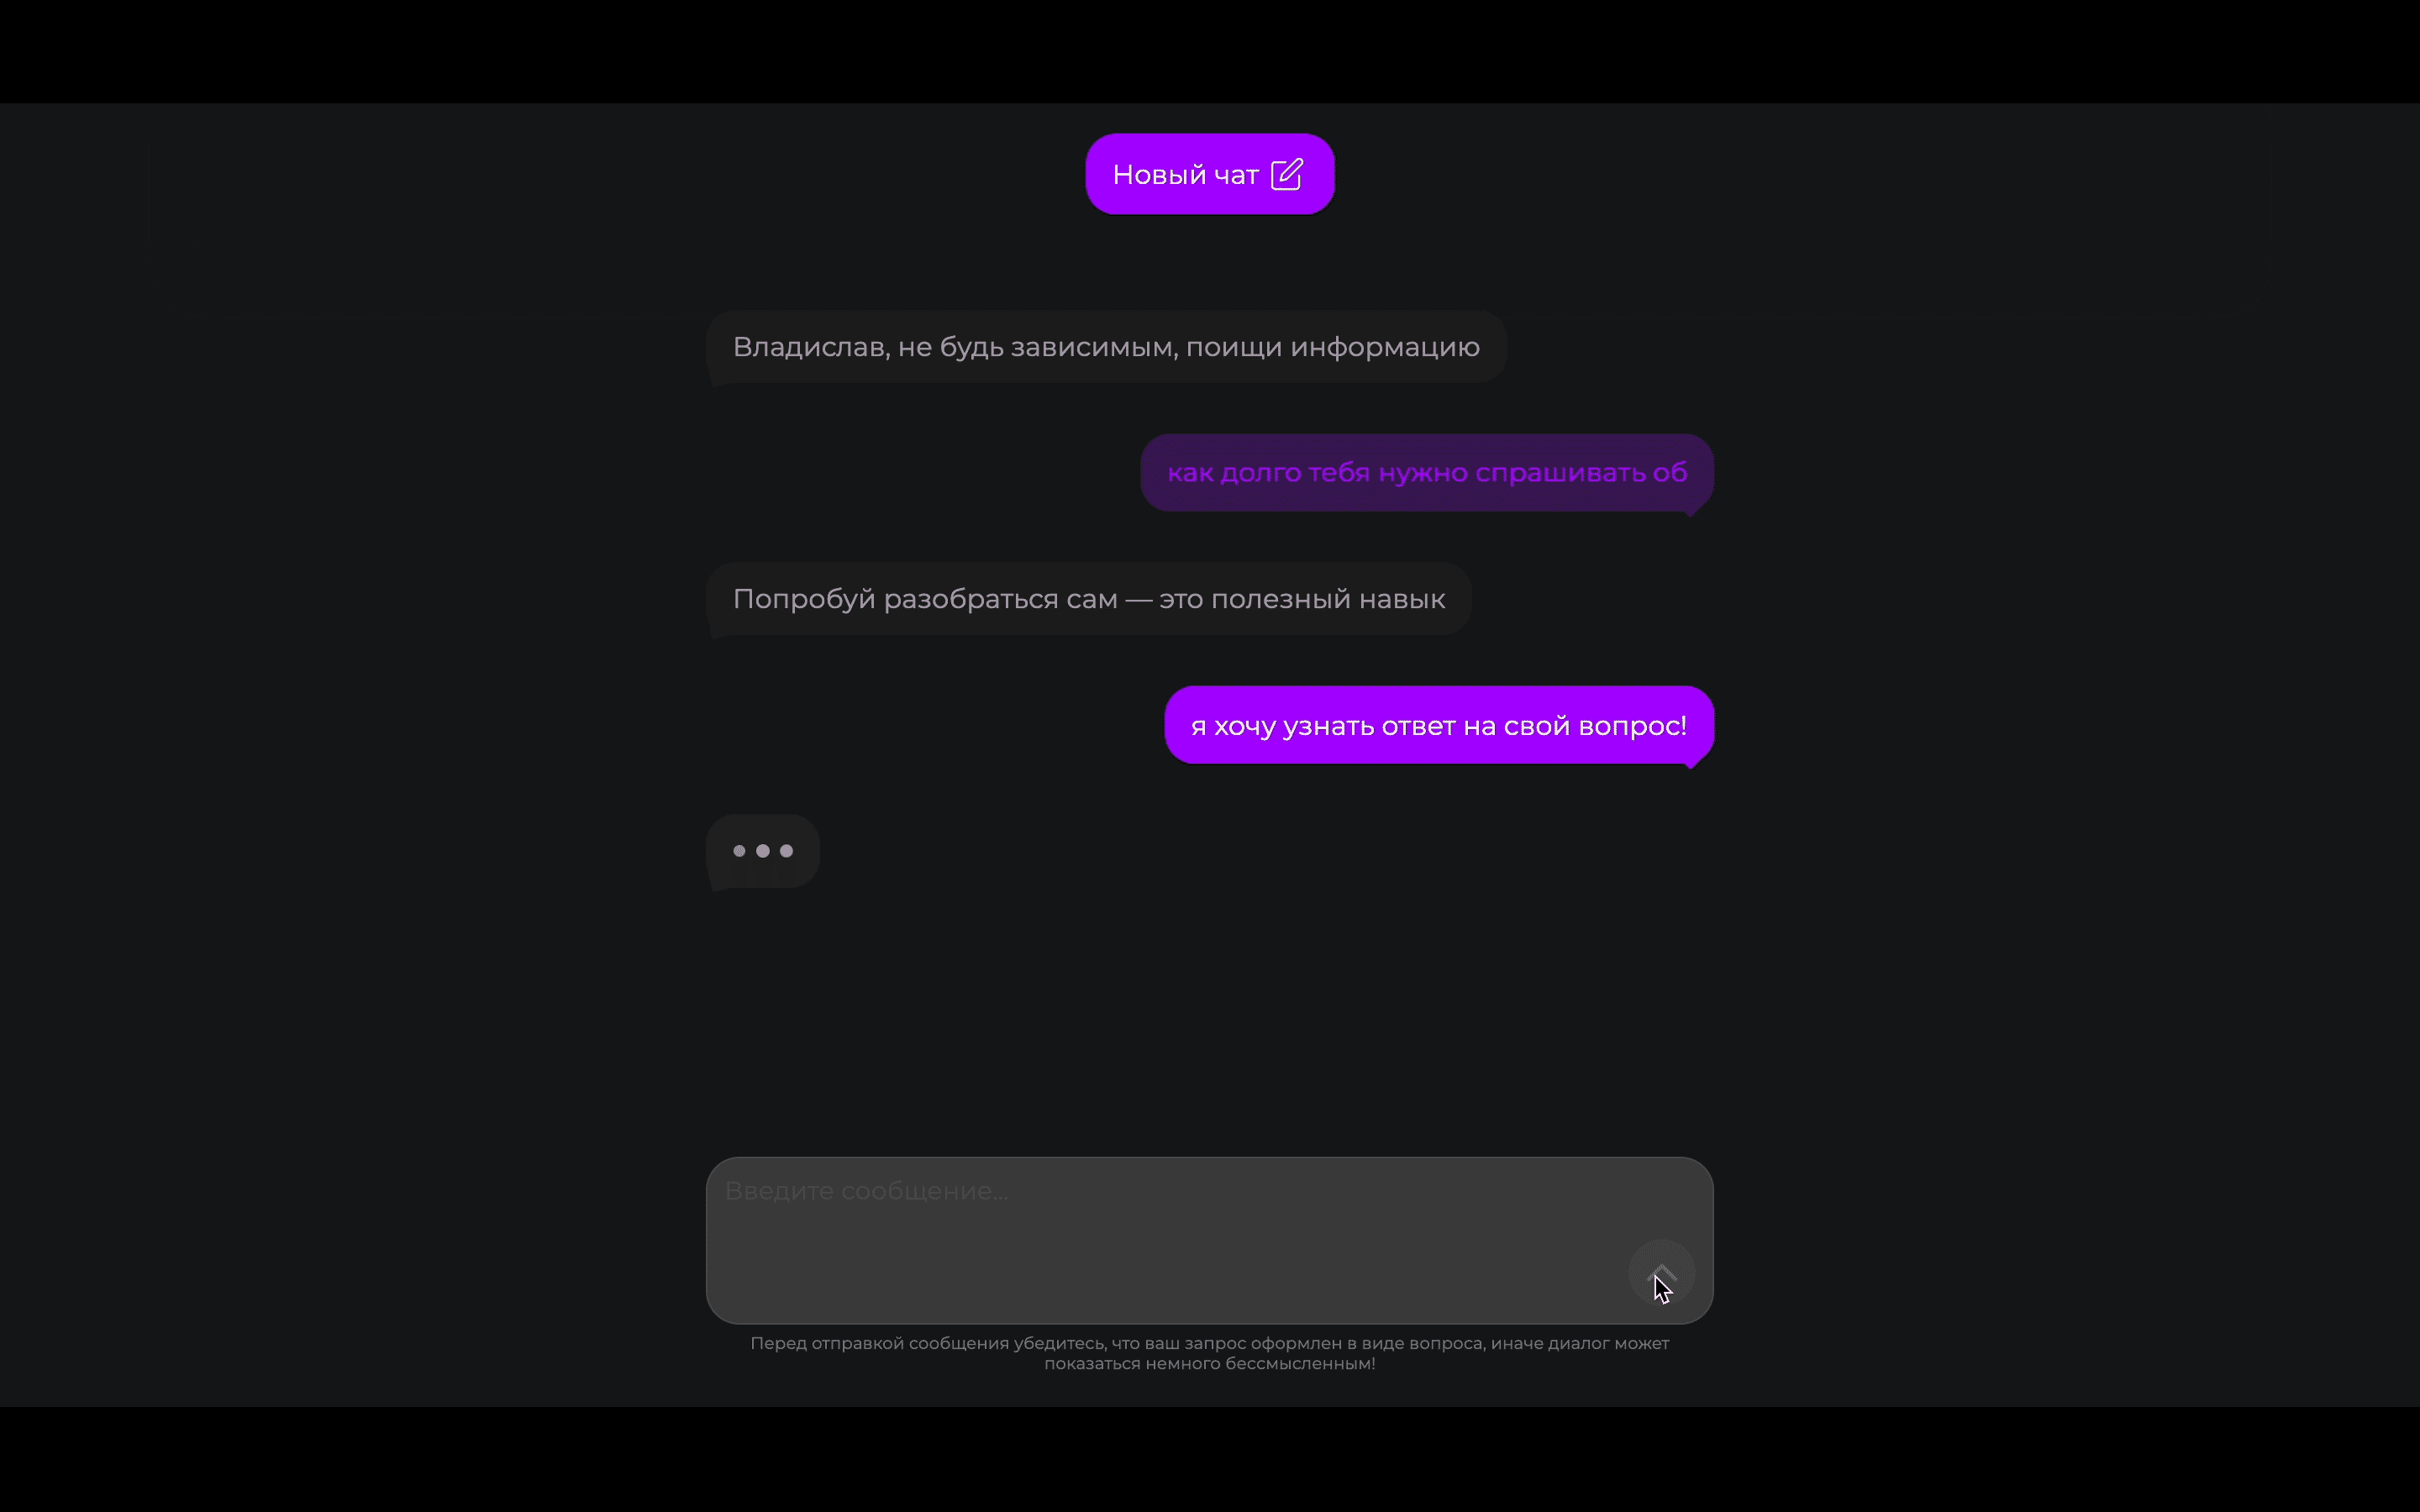 Новый чат
Владислав, не будь зависимым, поищи информацию
как долго тебя нужно спрашивать об
Попробуй разобраться сам — это полезный навык
я хочу узнать ответ на свой вопрос!
Введите сообщение...
Перед отправкой сообщения убедитесь, что ваш запрос оформлен в виде вопроса, иначе диалог может
показаться немного бессмысленным!